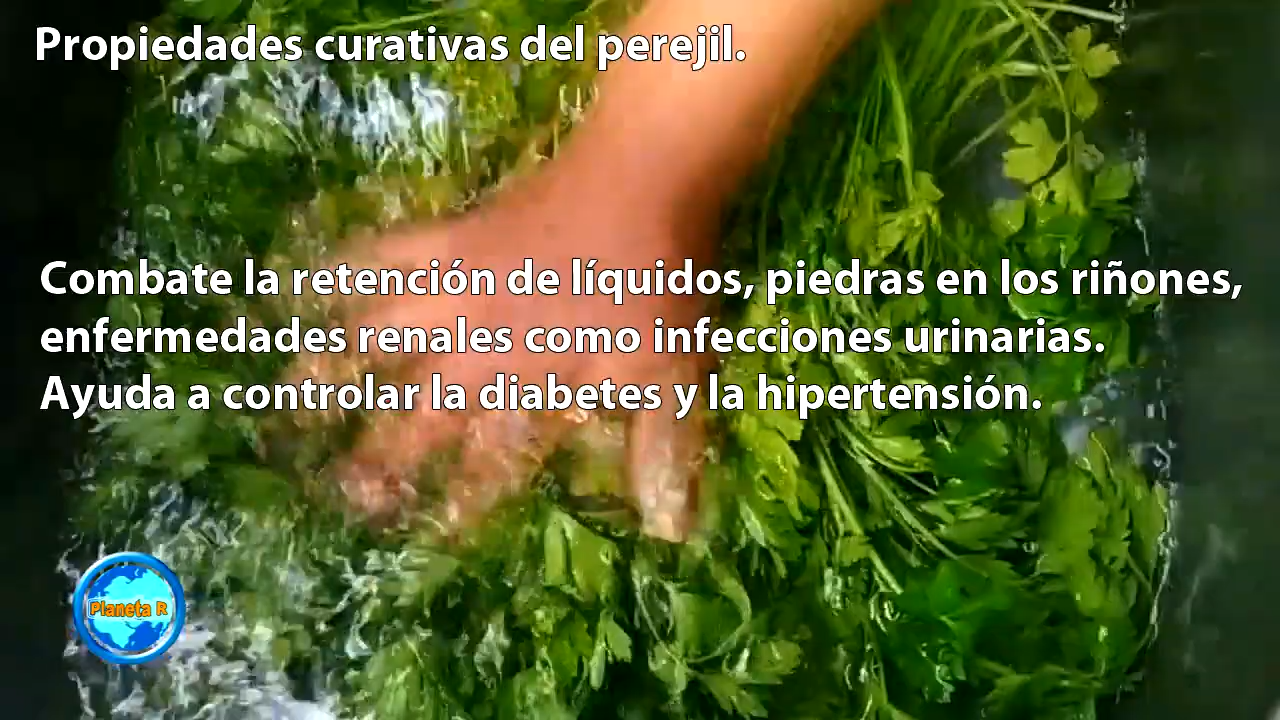 Propiedades curativas del perejil.
Combate la retención de líquidos, piedras en los riñones,
enfermedades renales como infecciones urinarias.
Ayuda a controlar la diabetes y la hipertensión.
Planeta R